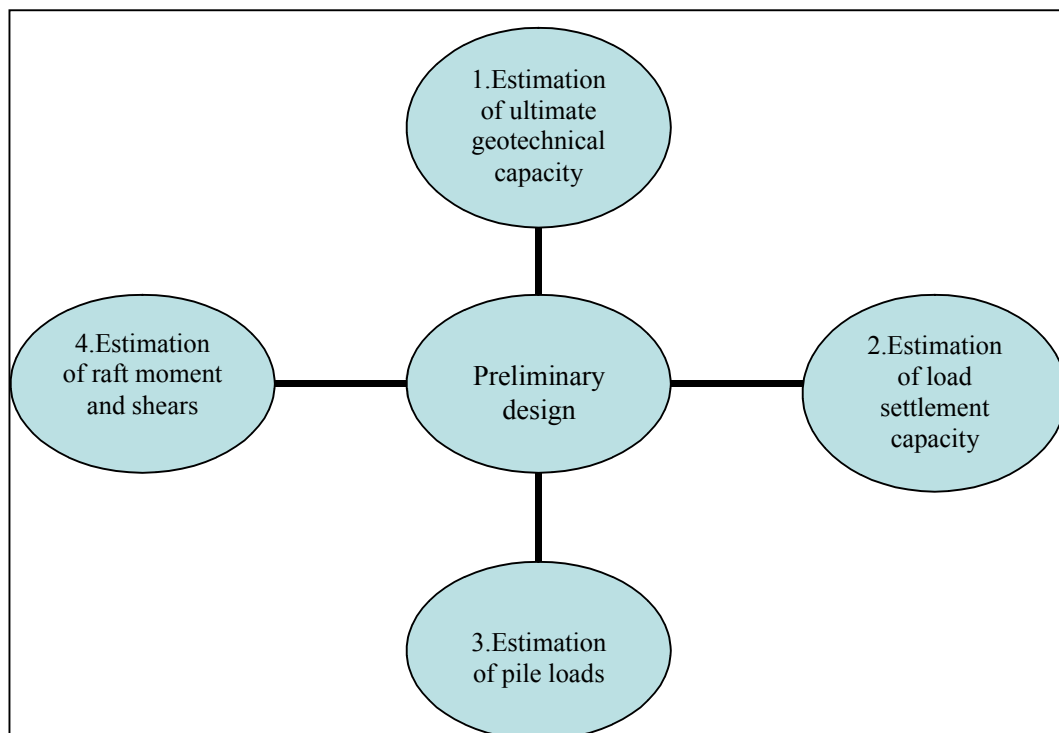 1.Estimation
of ultimate
geotechnical
capacity
4.Estimation
of raft moment
and shears
Preliminary
design
2.Estimation
of load
settlement
capacity
3.Estimation
of pile loads